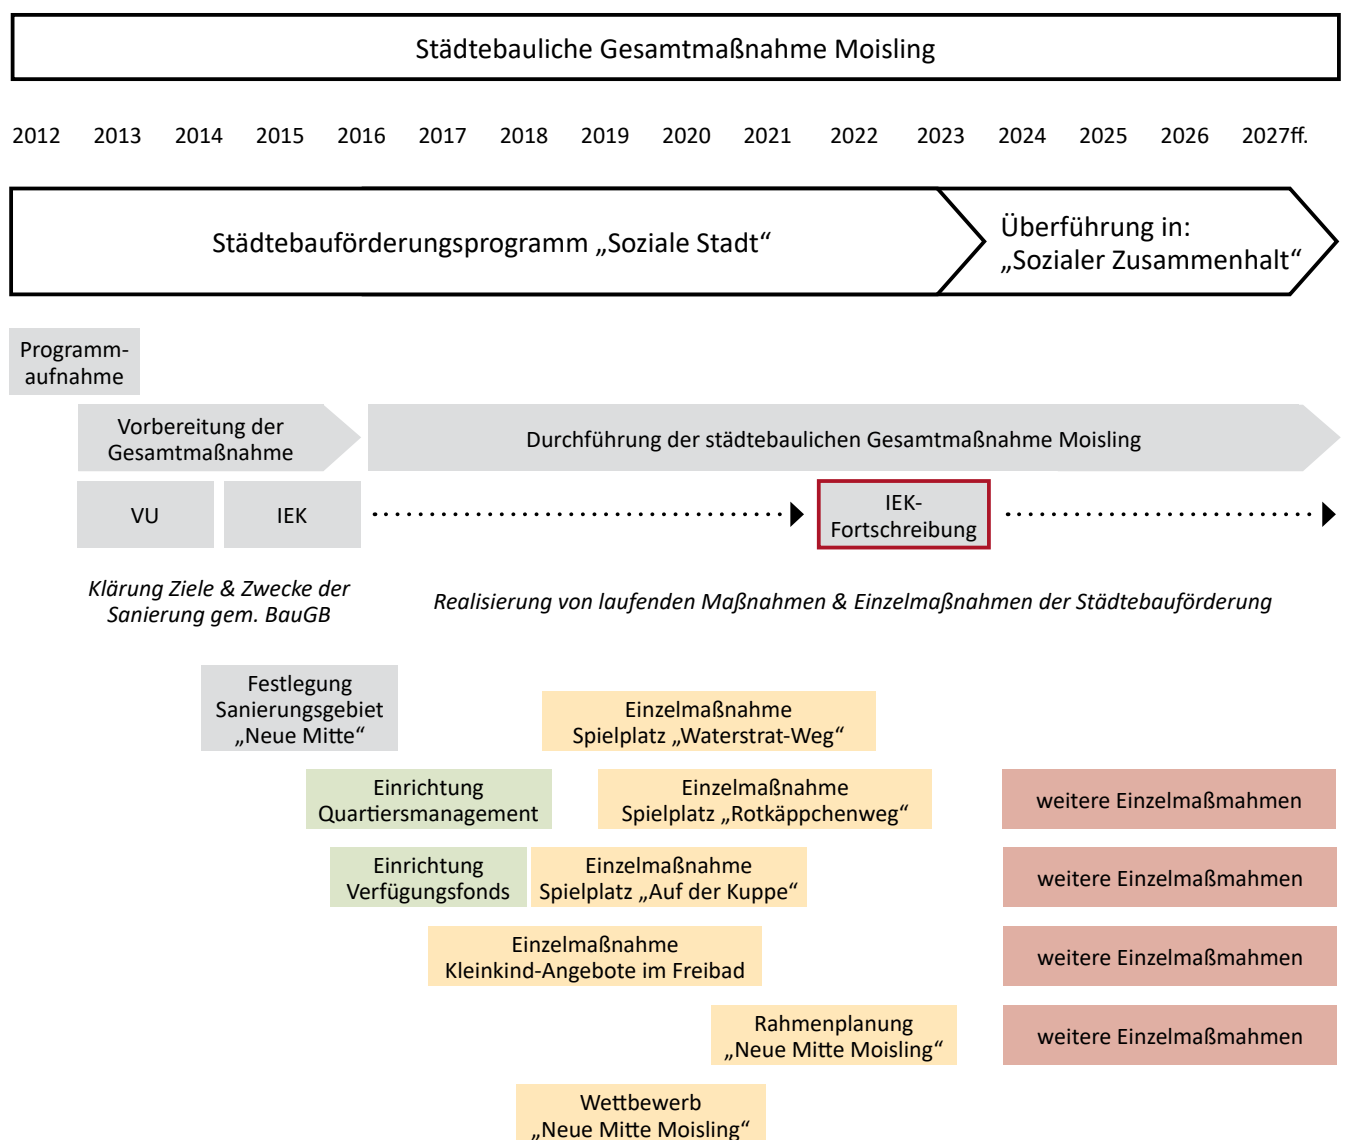 Städtebauliche Gesamtmaßnahme Moisling
2012 2013 2014 2015 2016 2017 2018 2019 2020 2021 2022 2023 2024 2025 2026 2027ff.
Städtebauförderungsprogramm „Soziale Stadt“
Überführung in:
„Sozialer Zusammenhalt“
Programm-
aufnahme
Vorbereitung der
Gesamtmaßnahme
Durchführung der städtebaulichen Gesamtmaßnahme Moisling
VU
IEK
IEK-
Fortschreibung
Klärung Ziele & Zwecke der
Sanierung gem. BauGB
Realisierung von laufenden Maßnahmen & Einzelmaßnahmen der Städtebauförderung
Festlegung
Sanierungsgebiet
„Neue Mitte“
Einzelmaßnahme
Spielplatz „Waterstrat-Weg“
Einrichtung
Quartiersmanagement
Einzelmaßnahme
Spielplatz „Rotkäppchenweg“
weitere Einzelmaßmahmen
Einrichtung
Verfügungsfonds
Einzelmaßnahme
Spielplatz „Auf der Kuppe“
weitere Einzelmaßmahmen
Einzelmaßnahme
Kleinkind-Angebote im Freibad
weitere Einzelmaßmahmen
Rahmenplanung
„Neue Mitte Moisling“
weitere Einzelmaßmahmen
Wettbewerb
„Neue Mitte Moisling“